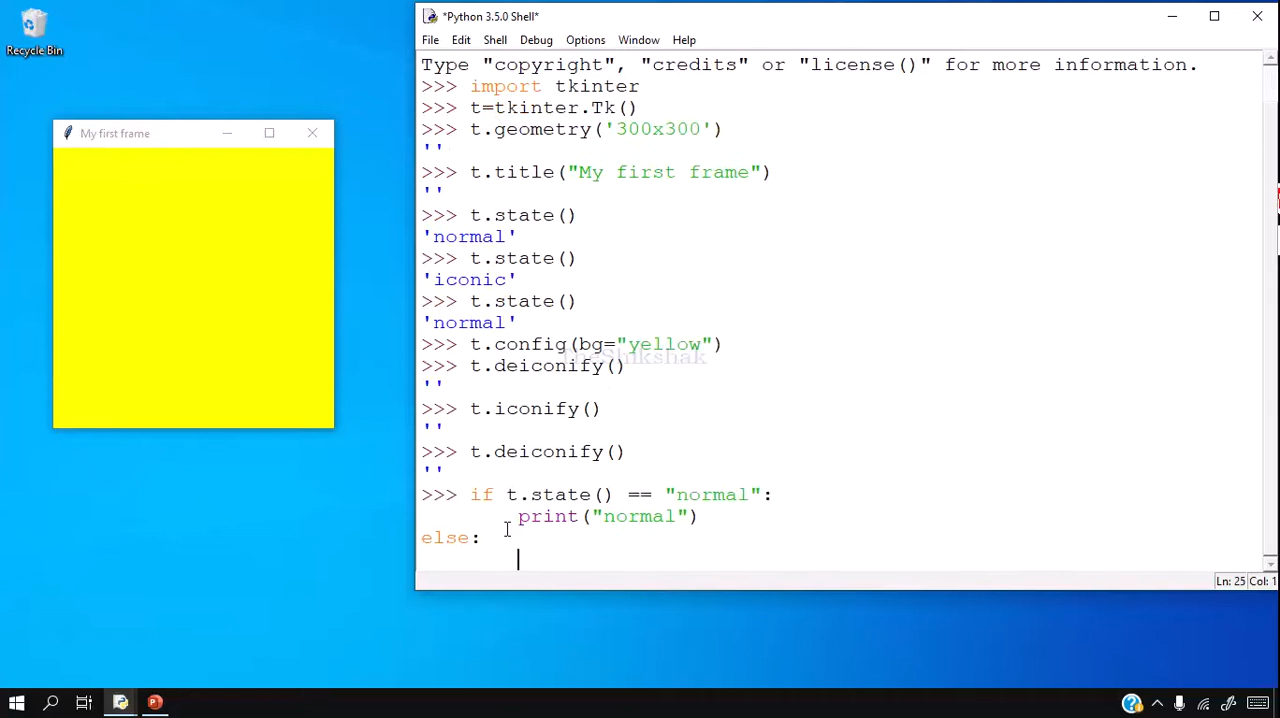 Recycle Bin
My first frame
*Python 3.5.0 Shell*
File Edit Shell Debug Options Window Help
Type "copyright", "credits" or "license()" for more information.
>>> import tkinter
>>> t=tkinter.Tk()
>>> t.geometry('300x300')
''
>>> t.title("My first frame")
''
>>> t.state()
'normal'
>>> t.state()
'iconic'
>>> t.state()
'normal'
>>> t.config(bg="yellow")
TheShikshak
>>> t.deiconify()
''
>>> t.iconify()
''
>>> t.deiconify()
''
>>> if t.state() == "normal":
print("normal")
else:
Ln: 25 Col: 1